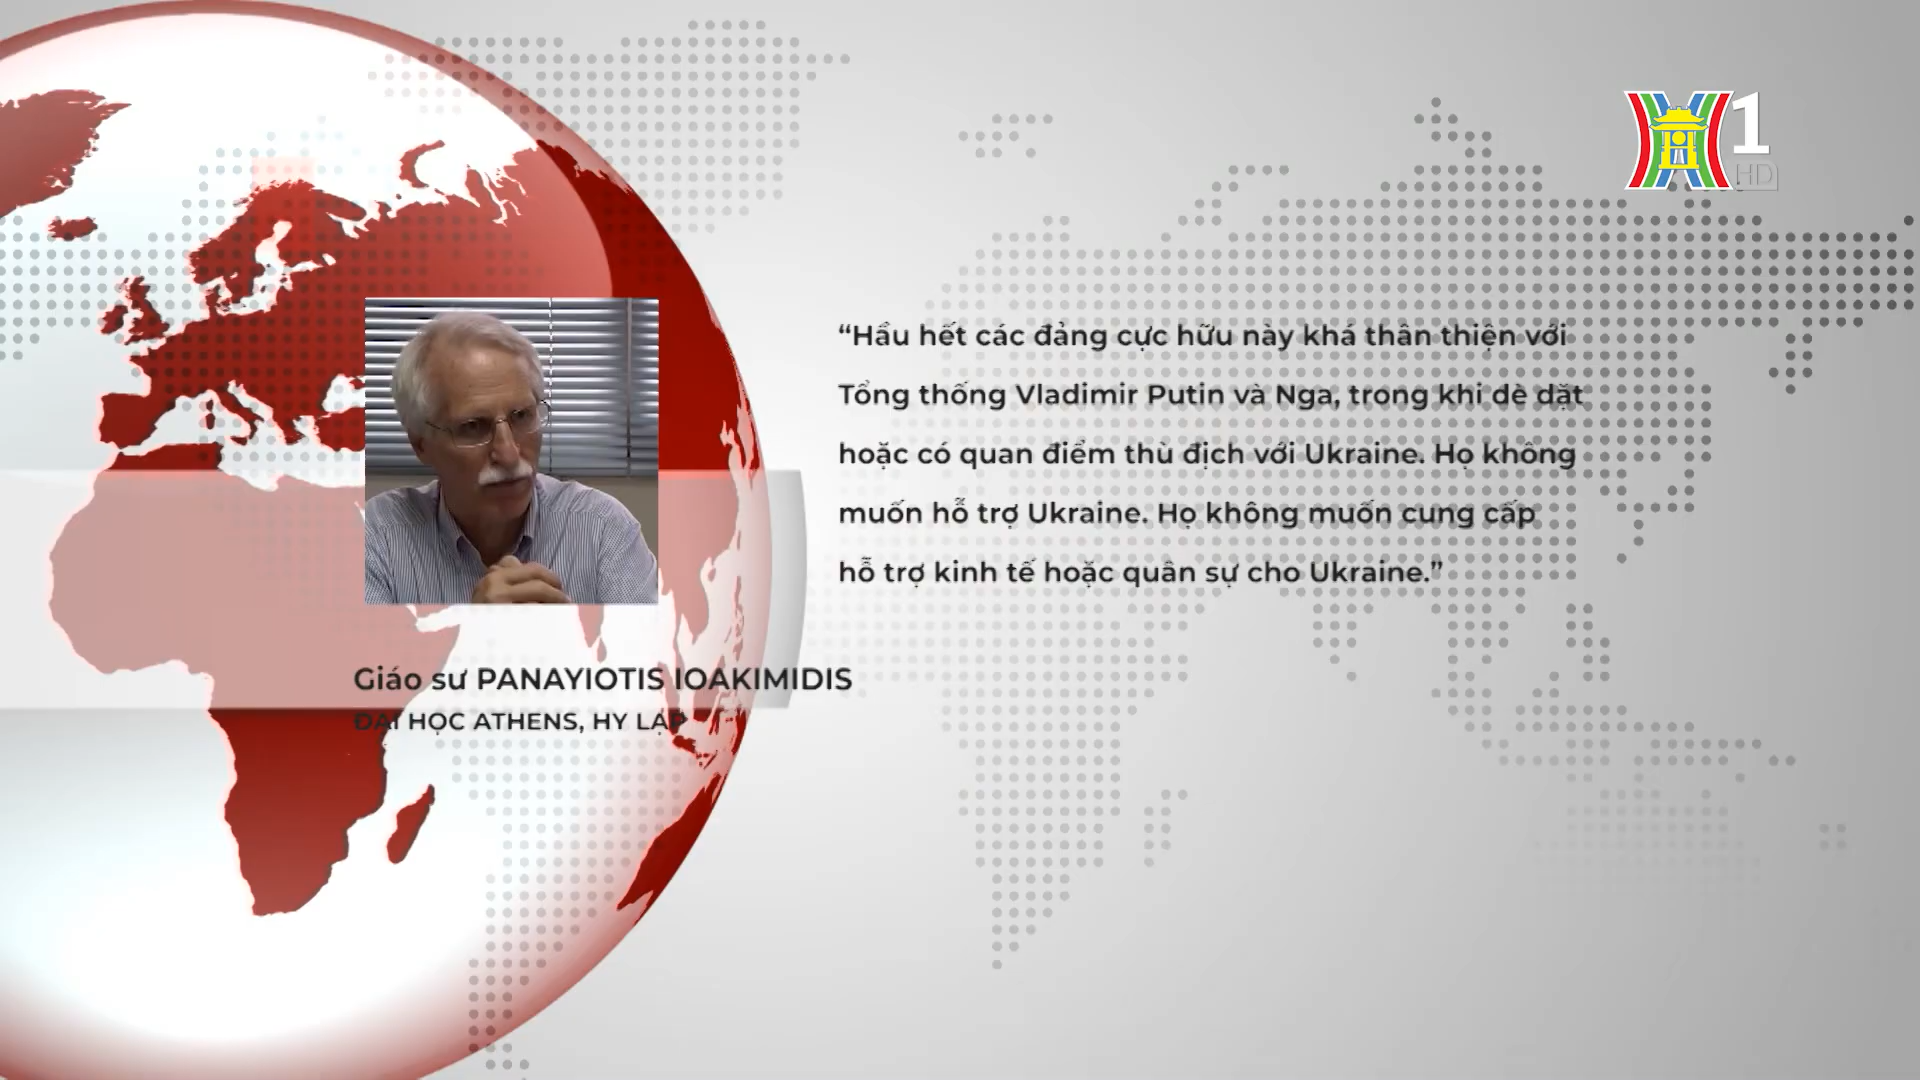 1
HD
“Hầu hết các đảng cực hữu này khá thân thiện với
Tổng thống Vladimir Putin và Nga, trong khi dè dặt
hoặc có quan điểm thù địch với Ukraine. Họ không
muốn hỗ trợ Ukraine. Họ không muốn cung cấp
hỗ trợ kinh tế hoặc quân sự cho Ukraine.”
Giáo sư PANAYIOTIS IOAKIMIDIS
ĐẠI HỌC ATHENS, HY LẠP